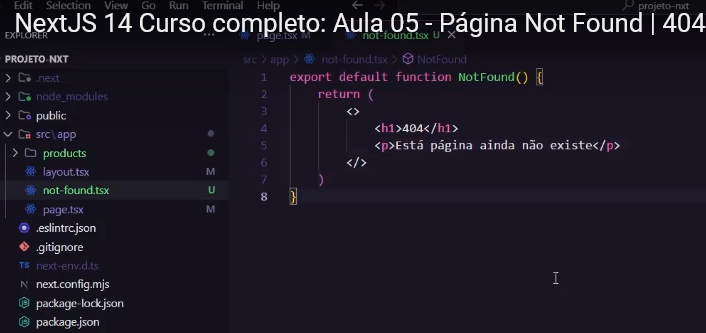 NextJS 14 Curso completo: Aula 05 - Página Not Found | 404
Edit Selection View Go Run Terminal Help
projeto-nxt
EXPLORER
page.tsx M
not-found.tsx U
PROJETO-NXT
.next
node_modules
public
src\app
products
layout.tsx M
not-found.tsx U
page.tsx M
.eslintrc.json
.gitignore
TS next-env.d.ts
next.config.mjs
package-lock.json
package.json
src > app > not-found.tsx > NotFound
1 export default function NotFound() {
2 return (
3 <>
4 <h1>404</h1>
5 <p>Está página ainda não existe</p>
6 </>
7 )
8 }